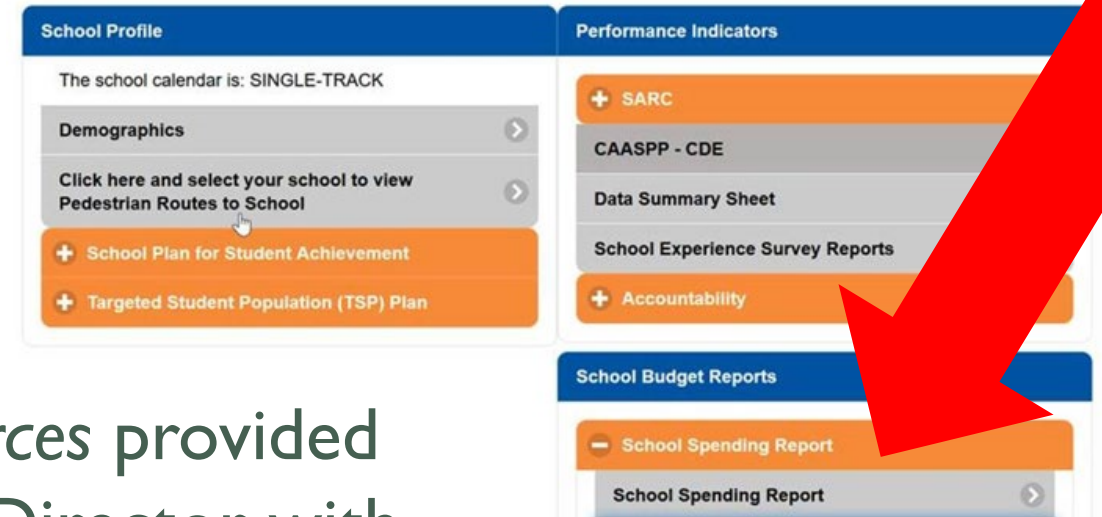 School Profile
The school calendar is: SINGLE-TRACK
Demographics
Click here and select your school to view
Pedestrian Routes to School
School Plan for Student Achievement
Targeted Student Population (TSP) Plan
Performance Indicators
SARC
CAASPP - CDE
Data Summary Sheet
School Experience Survey Reports
Accountability
School Budget Reports
School Spending Report
School Spending Report
provided
Director with